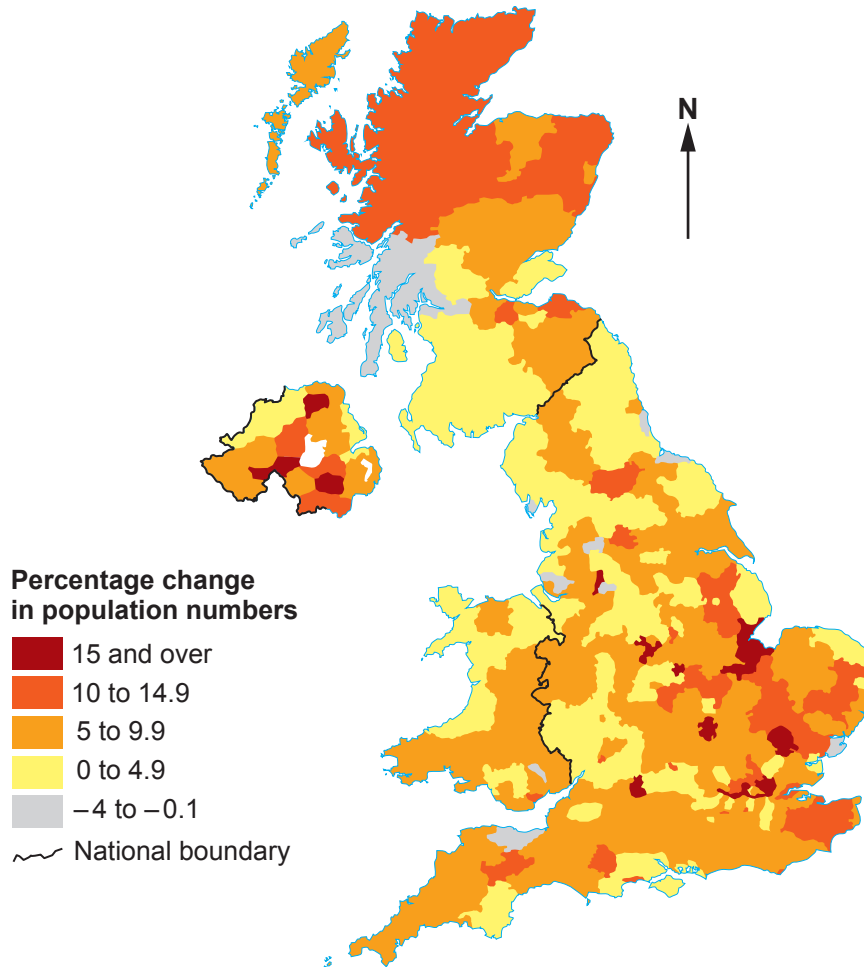 N
Percentage change
in population numbers
15 and over
10 to 14.9
5 to 9.9
0 to 4.9
–4 to –0.1
National boundary